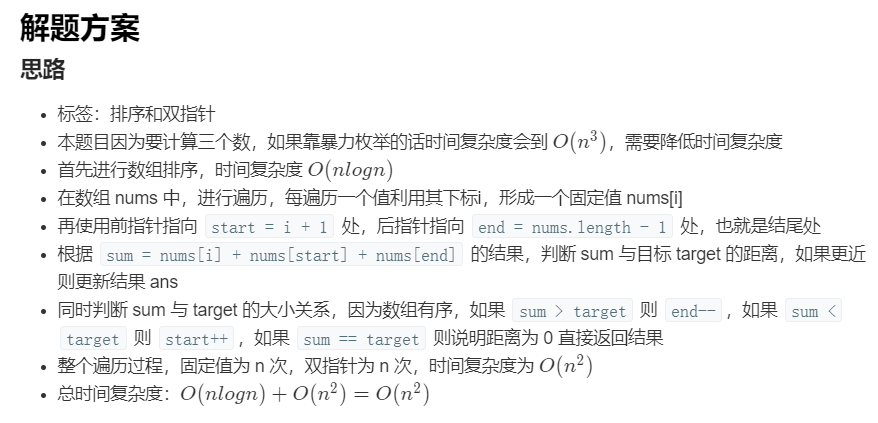 解题方案
思路
• 标签：排序和双指针
• 本题目因为要计算三个数，如果靠暴力枚举的话时间复杂度会到 O(n³)，需要降低时间复杂度
• 首先进行数组排序，时间复杂度 O(nlogn)
• 在数组 nums 中，进行遍历，每遍历一个值利用其下标i，形成一个固定值 nums[i]
• 再使用前指针指向 start = i + 1 处，后指针指向 end = nums.length - 1 处，也就是结尾处
• 根据 sum = nums[i] + nums[start] + nums[end] 的结果，判断 sum 与目标 target 的距离，如果更近
则更新结果 ans
• 同时判断 sum 与 target 的大小关系，因为数组有序，如果 sum > target 则 end-- ，如果 sum <
target 则 start++ ，如果 sum == target 则说明距离为 0 直接返回结果
• 整个遍历过程，固定值为 n 次，双指针为 n 次，时间复杂度为 O(n²)
• 总时间复杂度：O(nlogn) + O(n²) = O(n²)